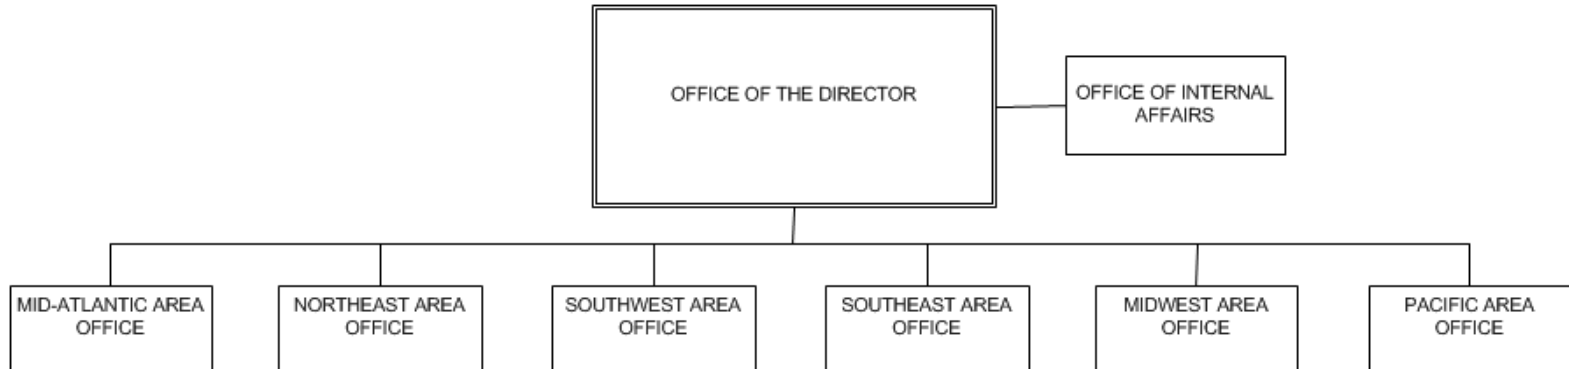 OFFICE OF THE DIRECTOR
OFFICE OF INTERNAL
AFFAIRS
MID-ATLANTIC AREA
OFFICE
NORTHEAST AREA
OFFICE
SOUTHWEST AREA
OFFICE
SOUTHEAST AREA
OFFICE
MIDWEST AREA
OFFICE
PACIFIC AREA
OFFICE